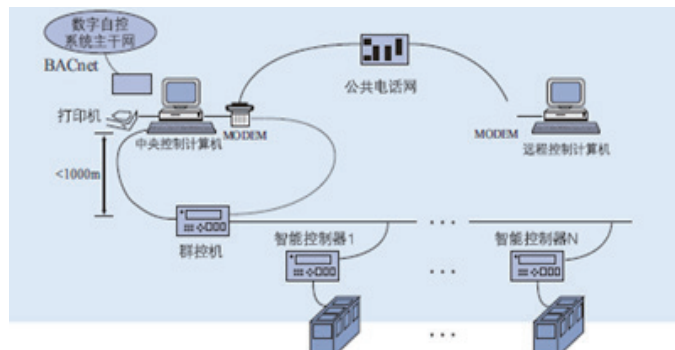 数字自控
系统主干网
BACnet
公共电话网
打印机
MODEM
中央控制计算机
MODEM
远程控制计算机
<1000m
智能控制器1
...
智能控制器N
群控机
...
...